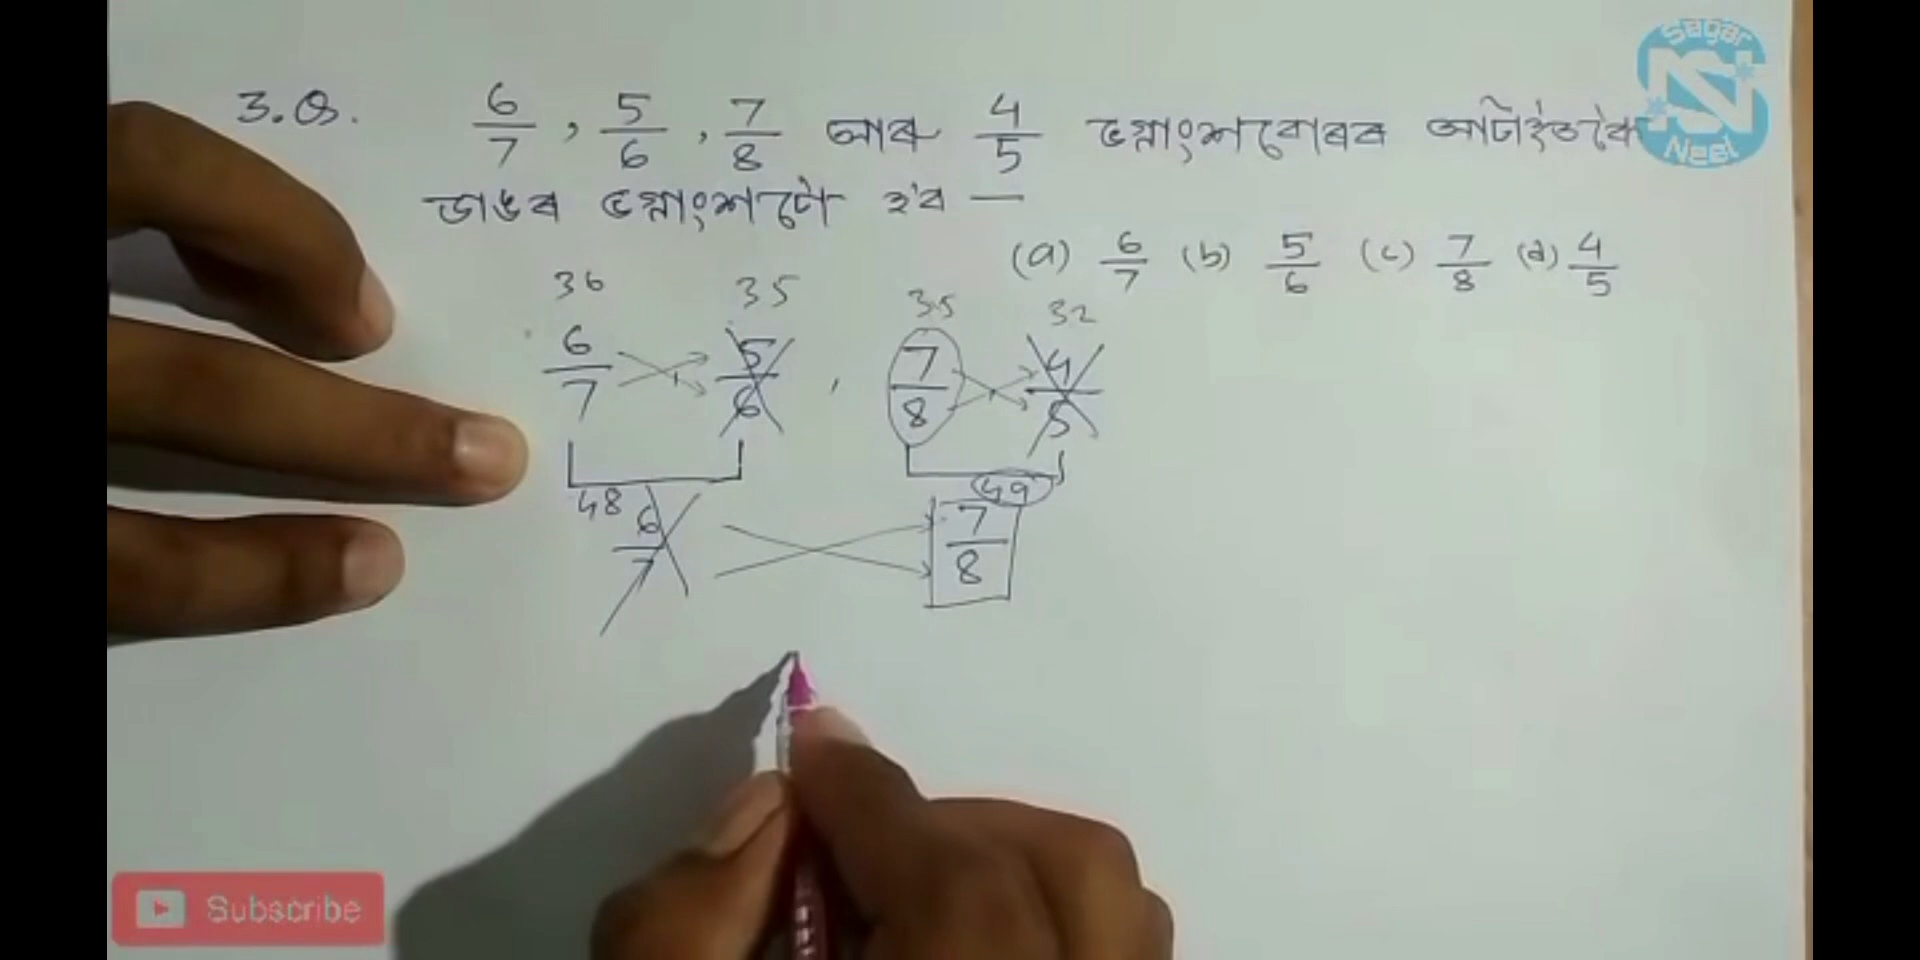 3.Q. 6/7, 5/6, 7/8 আৰু 4/5 ভগ্নাংশবোৰৰ আটাইতকৈ
ডাঙৰ ভগ্নাংশটো হ'ব —
(a) 6/7 (b) 5/6 (c) 7/8 (d) 4/5
36 35 35 32
6/7 5/6 , 7/8 4/5
48 49
6/7 7/8
Sagar
NS
Neel
Subscribe